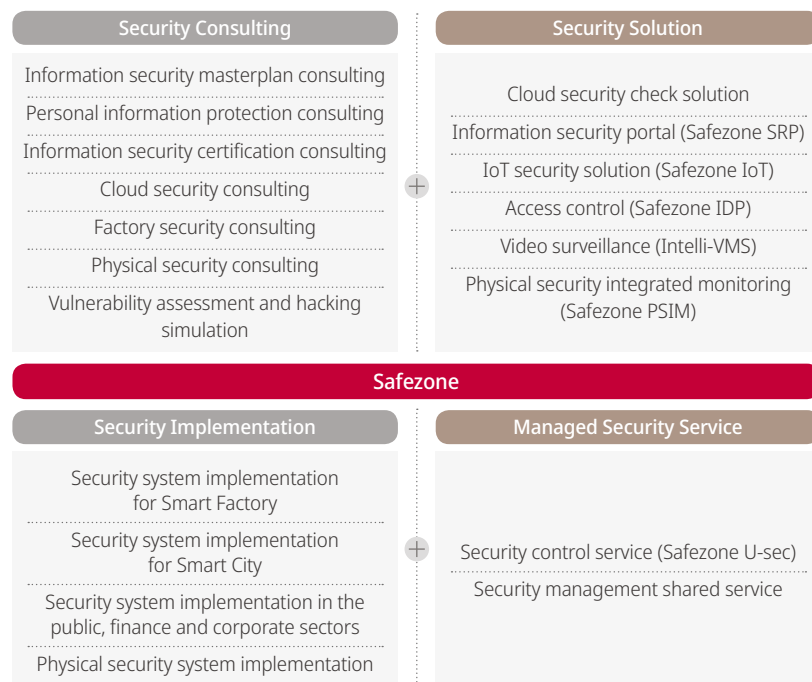 Security Consulting
Information security masterplan consulting
Personal information protection consulting
Information security certification consulting
Cloud security consulting
Factory security consulting
Physical security consulting
Vulnerability assessment and hacking
simulation
+
Security Solution
Cloud security check solution
Information security portal (Safezone SRP)
IoT security solution (Safezone IoT)
Access control (Safezone IDP)
Video surveillance (Intelli-VMS)
Physical security integrated monitoring
(Safezone PSIM)
Safezone
Security Implementation
Security system implementation
for Smart Factory
Security system implementation
for Smart City
Security system implementation in the
public, finance and corporate sectors
Physical security system implementation
+
Managed Security Service
Security control service (Safezone U-sec)
Security management shared service